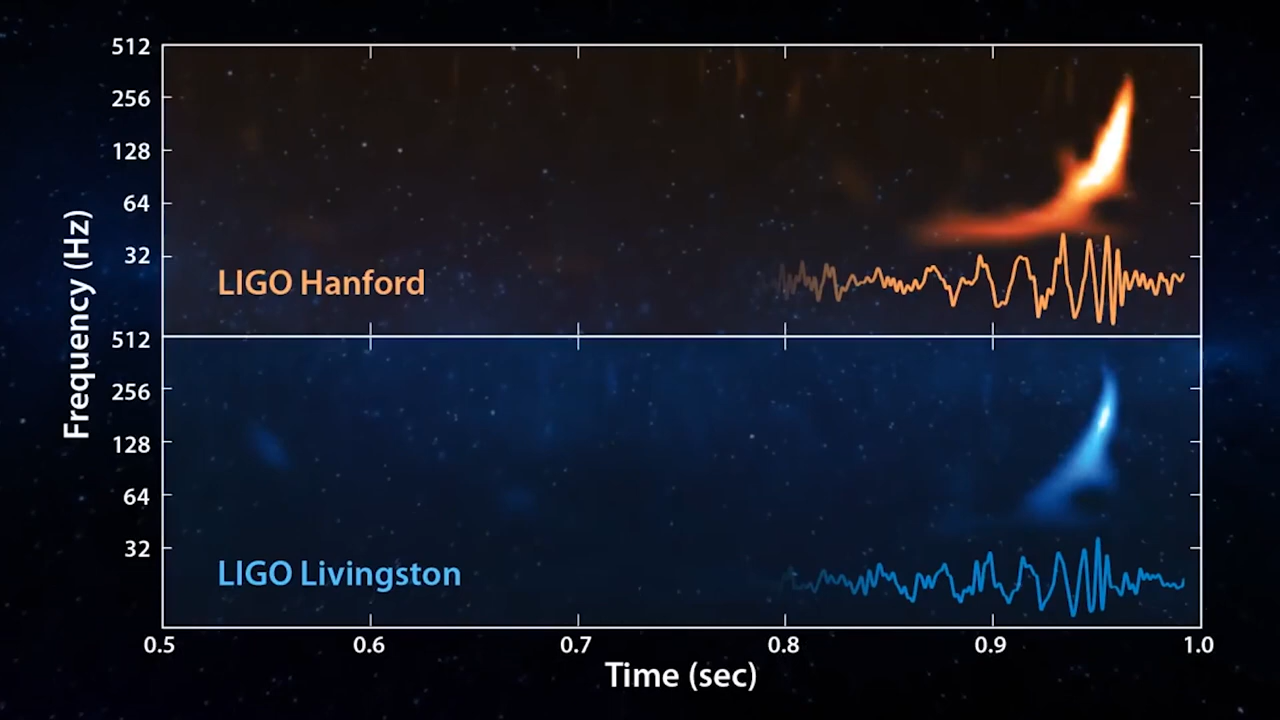 512
256
128
64
32
LIGO Hanford
Frequency (Hz)
512
256
128
64
32
LIGO Livingston
0.5 0.6 0.7 0.8 0.9 1.0
Time (sec)